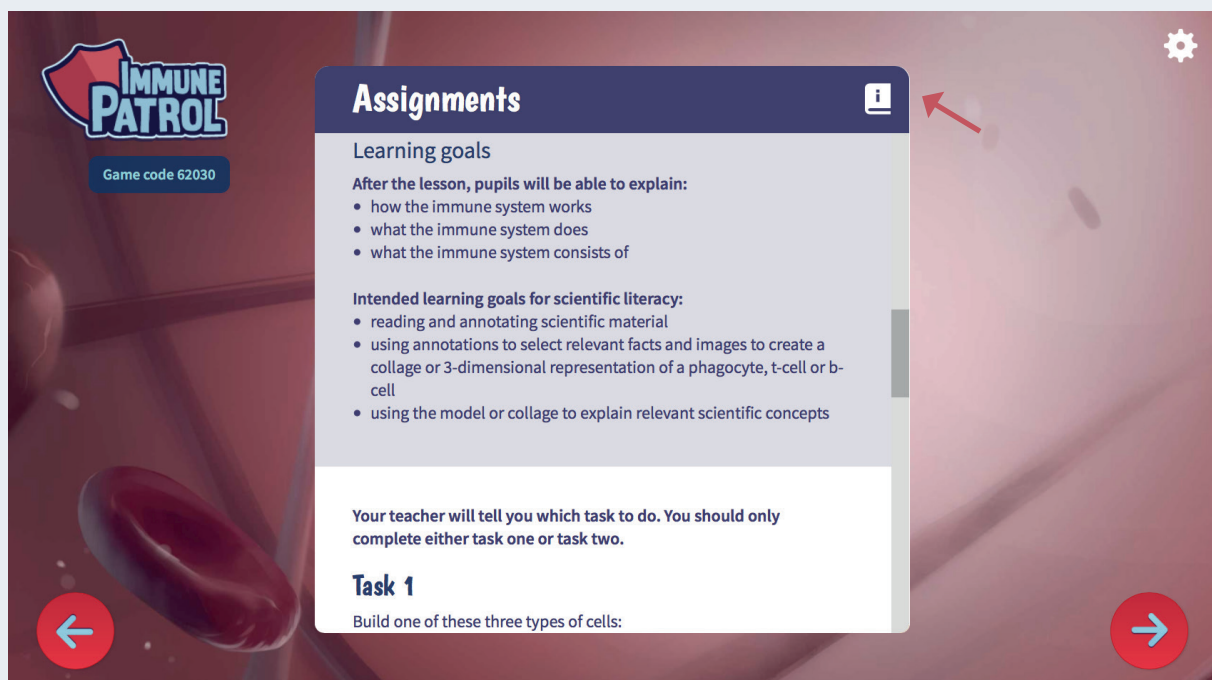 IMMUNE
PATROL
Game code 62030
Assignments
i
Learning goals
After the lesson, pupils will be able to explain:
• how the immune system works
• what the immune system does
• what the immune system consists of
Intended learning goals for scientific literacy:
• reading and annotating scientific material
• using annotations to select relevant facts and images to create a
collage or 3-dimensional representation of a phagocyte, t-cell or b-
cell
• using the model or collage to explain relevant scientific concepts
Your teacher will tell you which task to do. You should only
complete either task one or task two.
Task 1
Build one of these three types of cells: